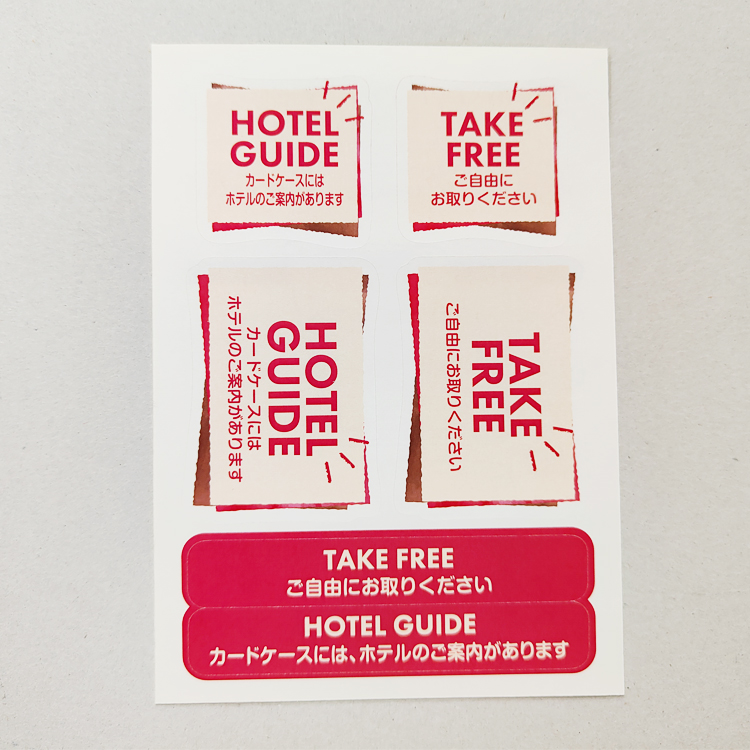 HOTEL
GUIDE
カードケースには
ホテルのご案内があります
TAKE
FREE
ご自由に
お取りください
HOTEL
GUIDE
カードケースには
ホテルのご案内があります
TAKE
FREE
ご自由にお取りください
TAKE FREE
ご自由にお取りください
HOTEL GUIDE
カードケースには、ホテルのご案内があります